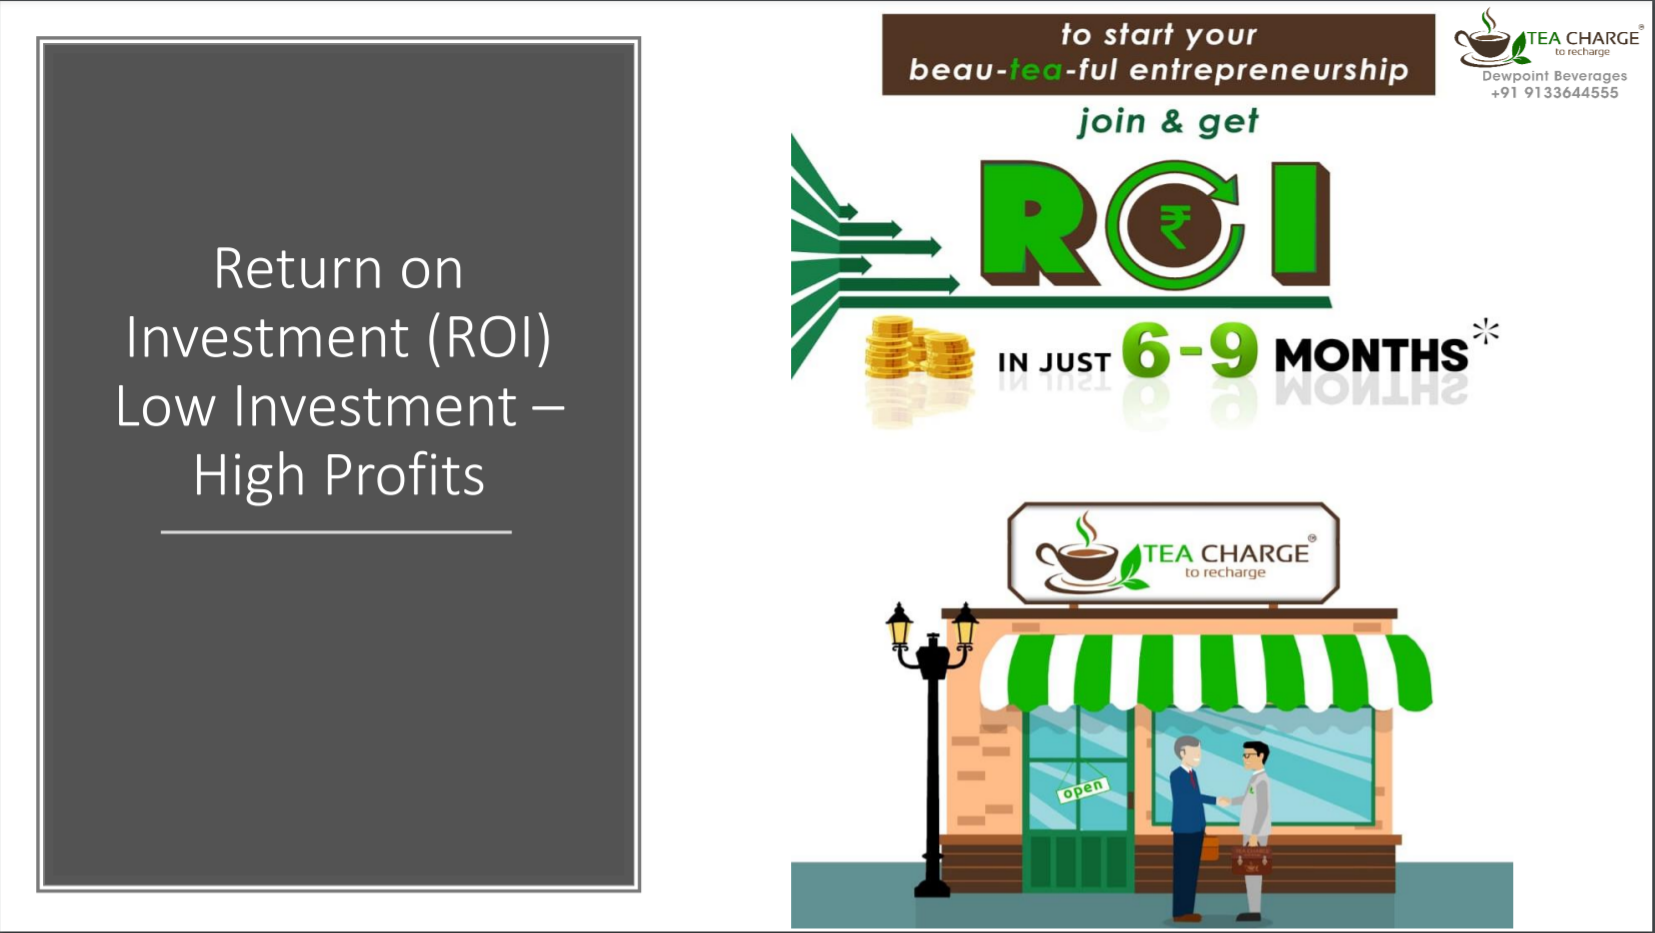 Return on
Investment (ROI)
Low Investment –
High Profits
to start your
beau-tea-ful entrepreneurship
join & get
ROI
₹
IN JUST 6-9 MONTHS*
TEA CHARGE
to recharge
Dewpoint Beverages
+91 9133644555
TEA CHARGE
to recharge
open